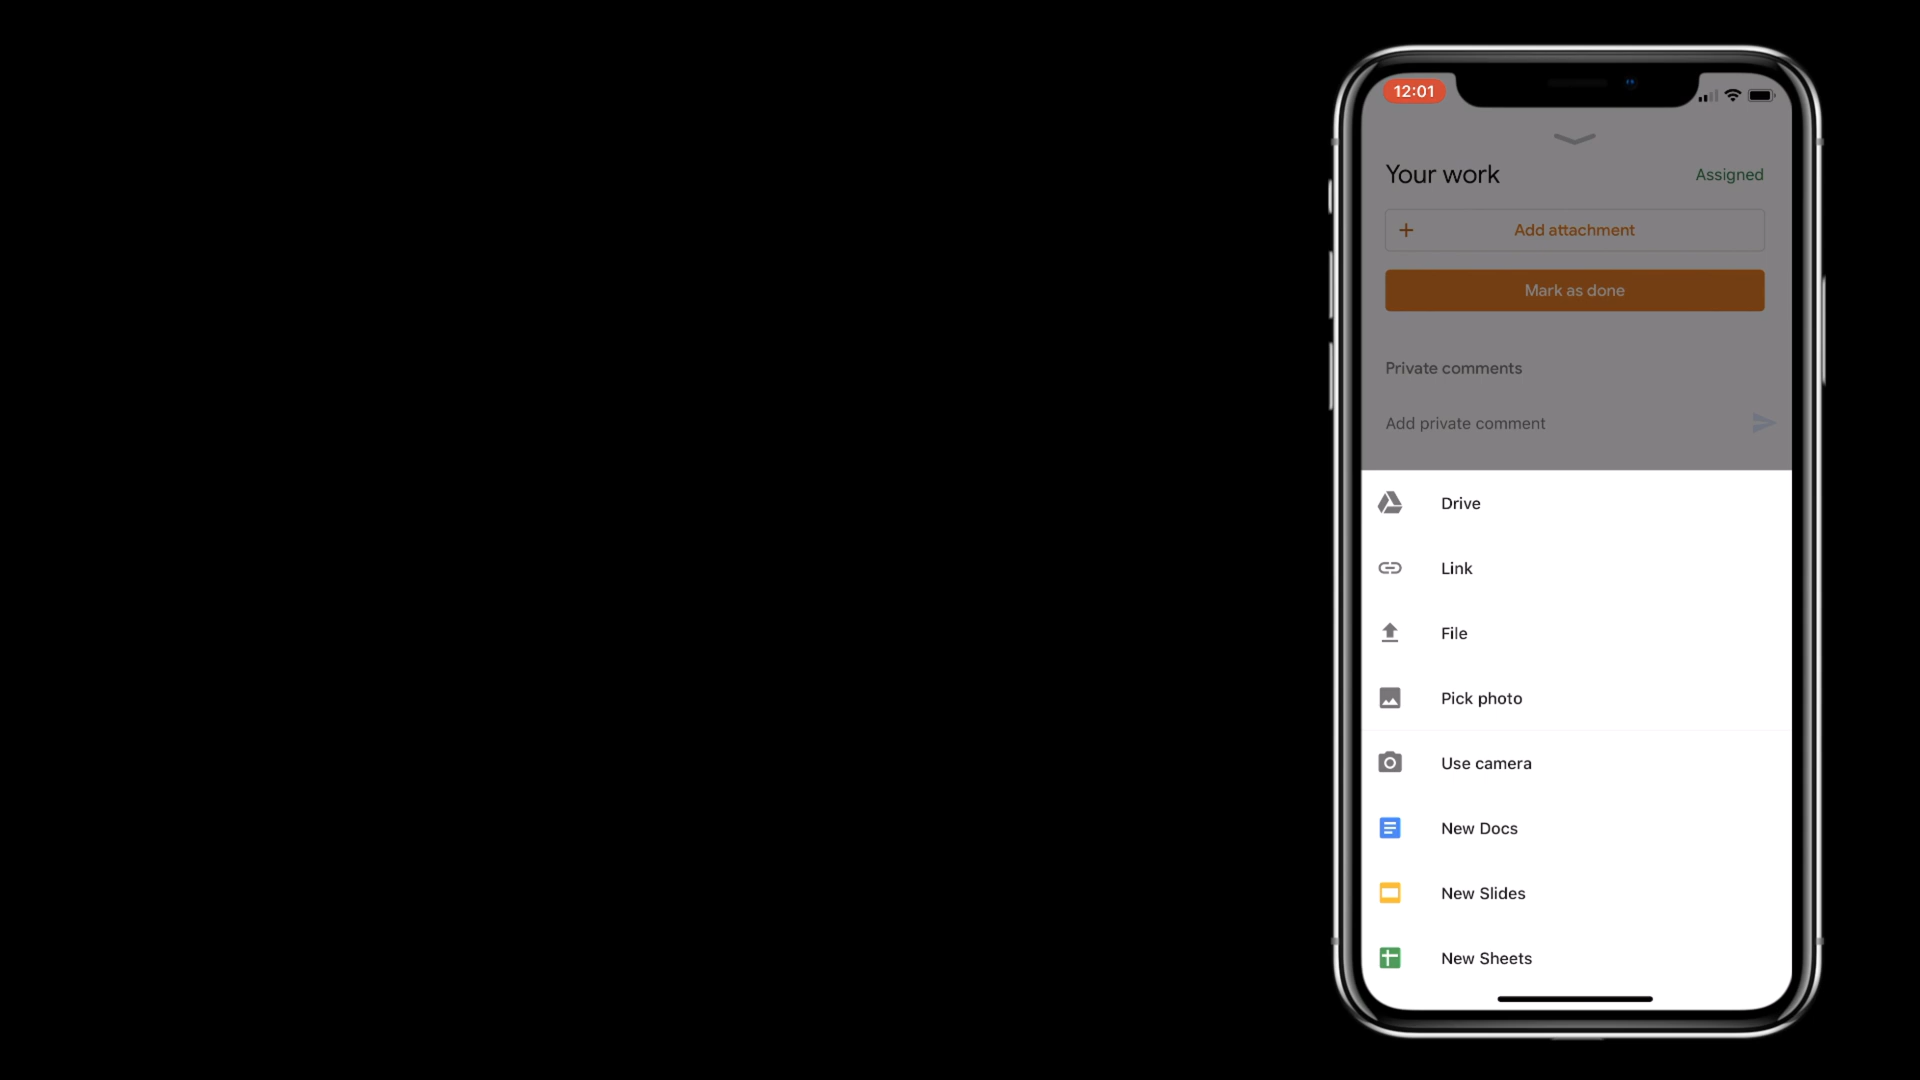 12:01
Your work
Assigned
Add attachment
Mark as done
Private comments
Add private comment
Drive
Link
File
Pick photo
Use camera
New Docs
New Slides
New Sheets